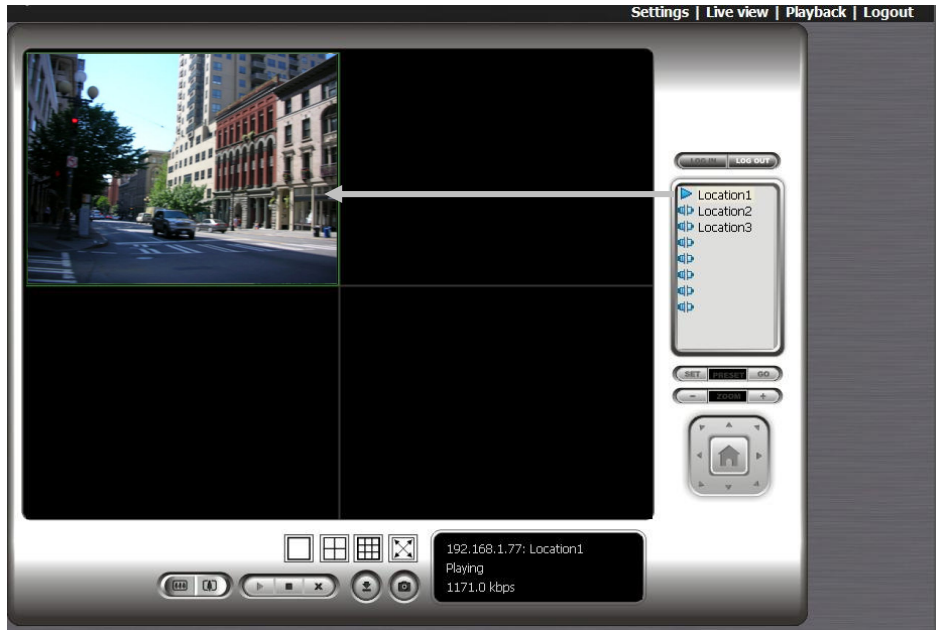 Settings | Live view | Playback | Logout
LOG IN LOG OUT
Location1
Location2
Location3
SET PRESET GO
- ZOOM +
192.168.1.77: Location1
Playing
1171.0 kbps